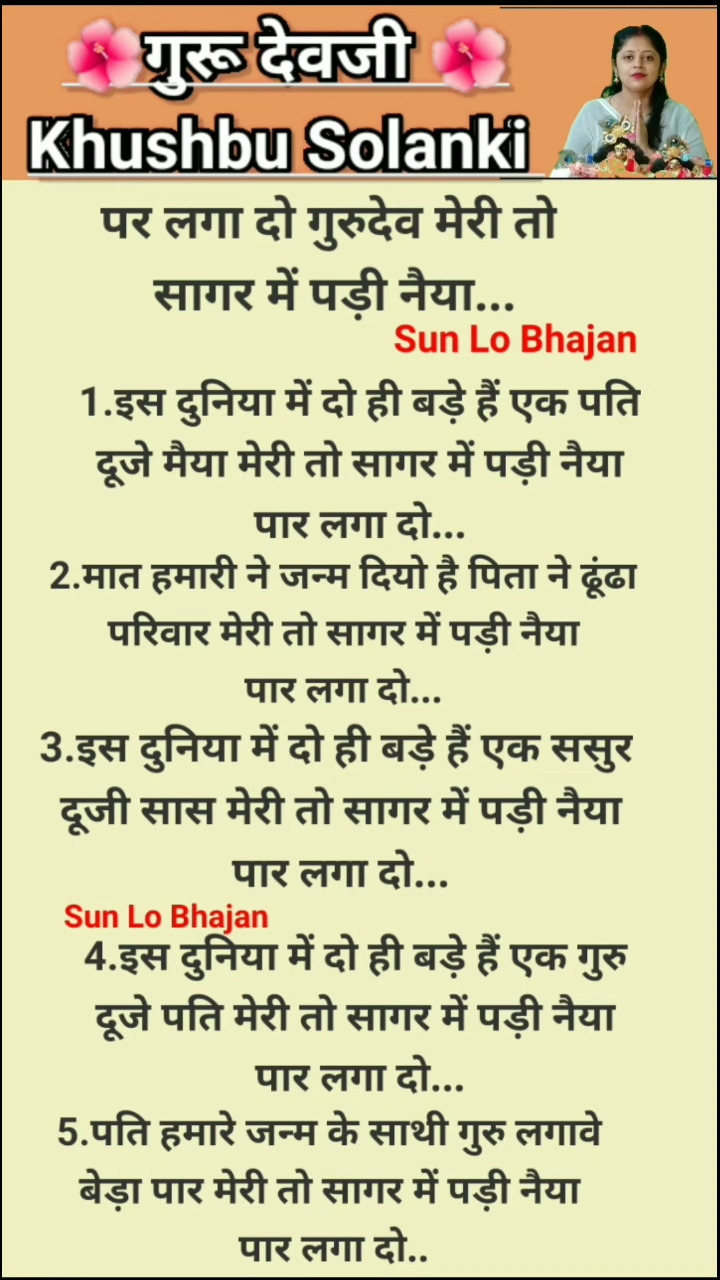 गुरू देवजी
Khushbu Solanki
पर लगा दो गुरुदेव मेरी तो
सागर में पड़ी नैया...
Sun Lo Bhajan
1.इस दुनिया में दो ही बड़े हैं एक पति
दूजे मैया मेरी तो सागर में पड़ी नैया
पार लगा दो...
2.मात हमारी ने जन्म दियो है पिता ने ढूंढा
परिवार मेरी तो सागर में पड़ी नैया
पार लगा दो...
3.इस दुनिया में दो ही बड़े हैं एक ससुर
दूजी सास मेरी तो सागर में पड़ी नैया
पार लगा दो...
Sun Lo Bhajan
4.इस दुनिया में दो ही बड़े हैं एक गुरु
दूजे पति मेरी तो सागर में पड़ी नैया
पार लगा दो...
5.पति हमारे जन्म के साथी गुरु लगावे
बेड़ा पार मेरी तो सागर में पड़ी नैया
पार लगा दो..